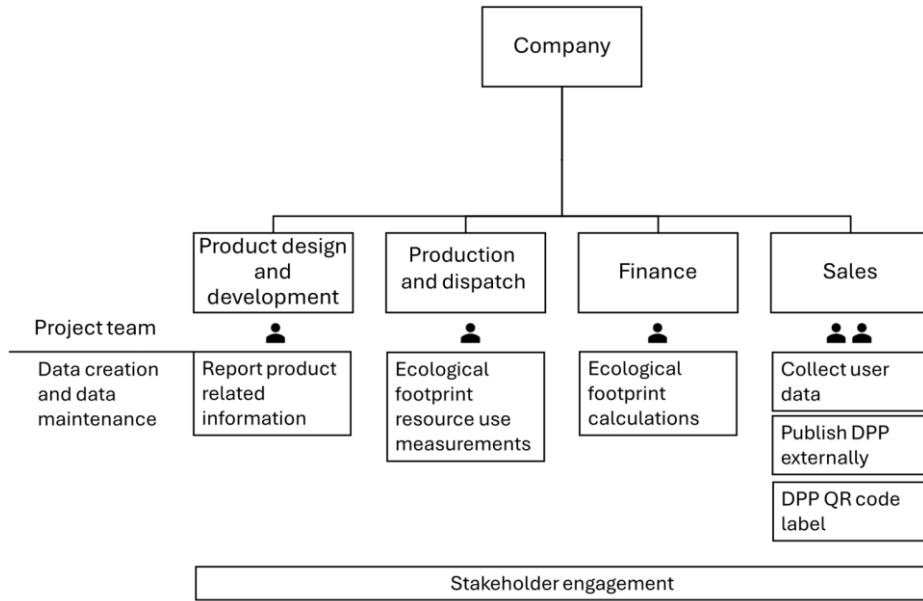 Company
Product design
and
development
Production
and dispatch
Finance
Sales
Project team
Data creation
and data
maintenance
Report product
related
information
Ecological
footprint
resource use
measurements
Ecological
footprint
calculations
Collect user
data
Publish DPP
externally
DPP QR code
label
Stakeholder engagement